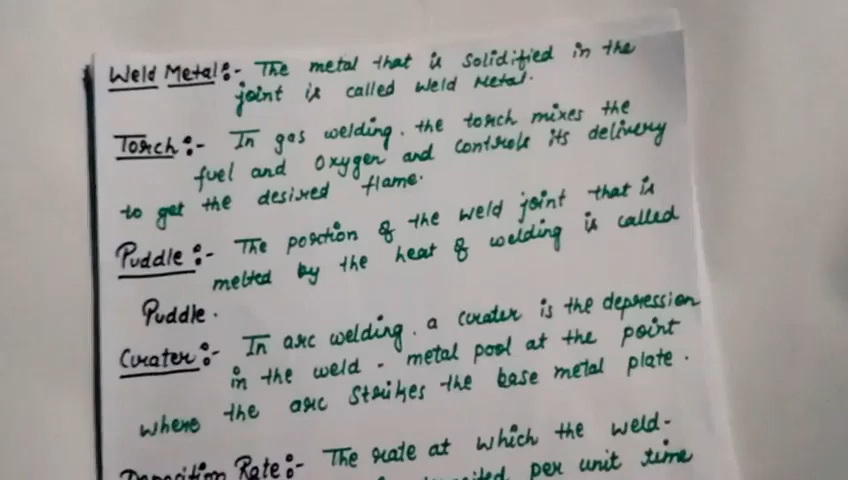 Weld Metal:- The metal that is solidified in the
joint is called Weld Metal.
Torch:- In gas welding, the torch mixes the
fuel and oxygen and controls its delivery
to get the desired flame.
Puddle:- The portion of the weld joint that is
melted by the heat of welding is called
Puddle.
Curater:- In arc welding, a curater is the depression
in the weld-metal pool at the point
where the arc strikes the base metal plate.
Deposition Rate:- The rate at which the weld-
per unit time